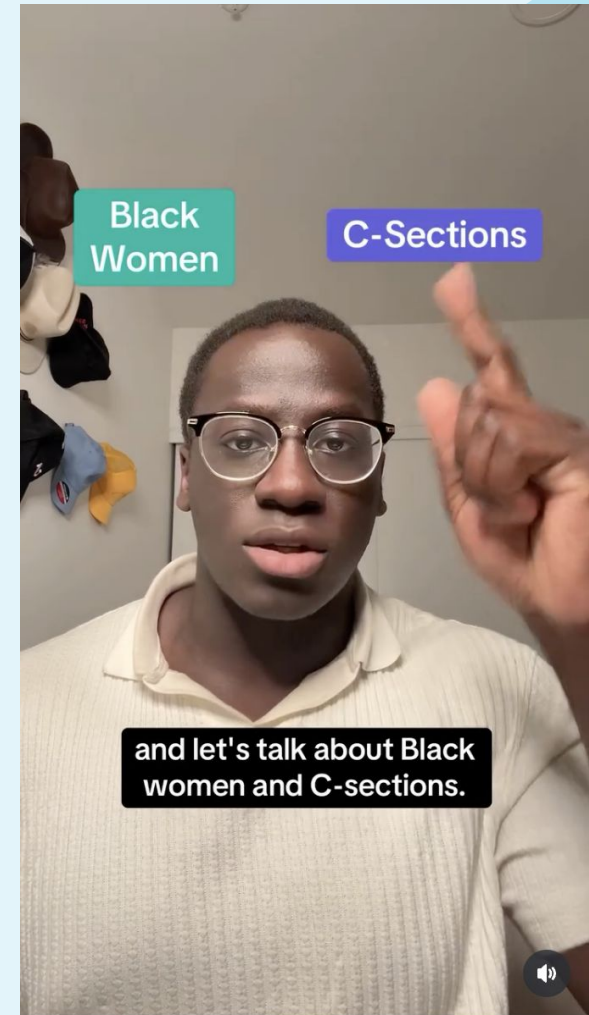 Black
Women
C-Sections
and let's talk about Black
women and C-sections.